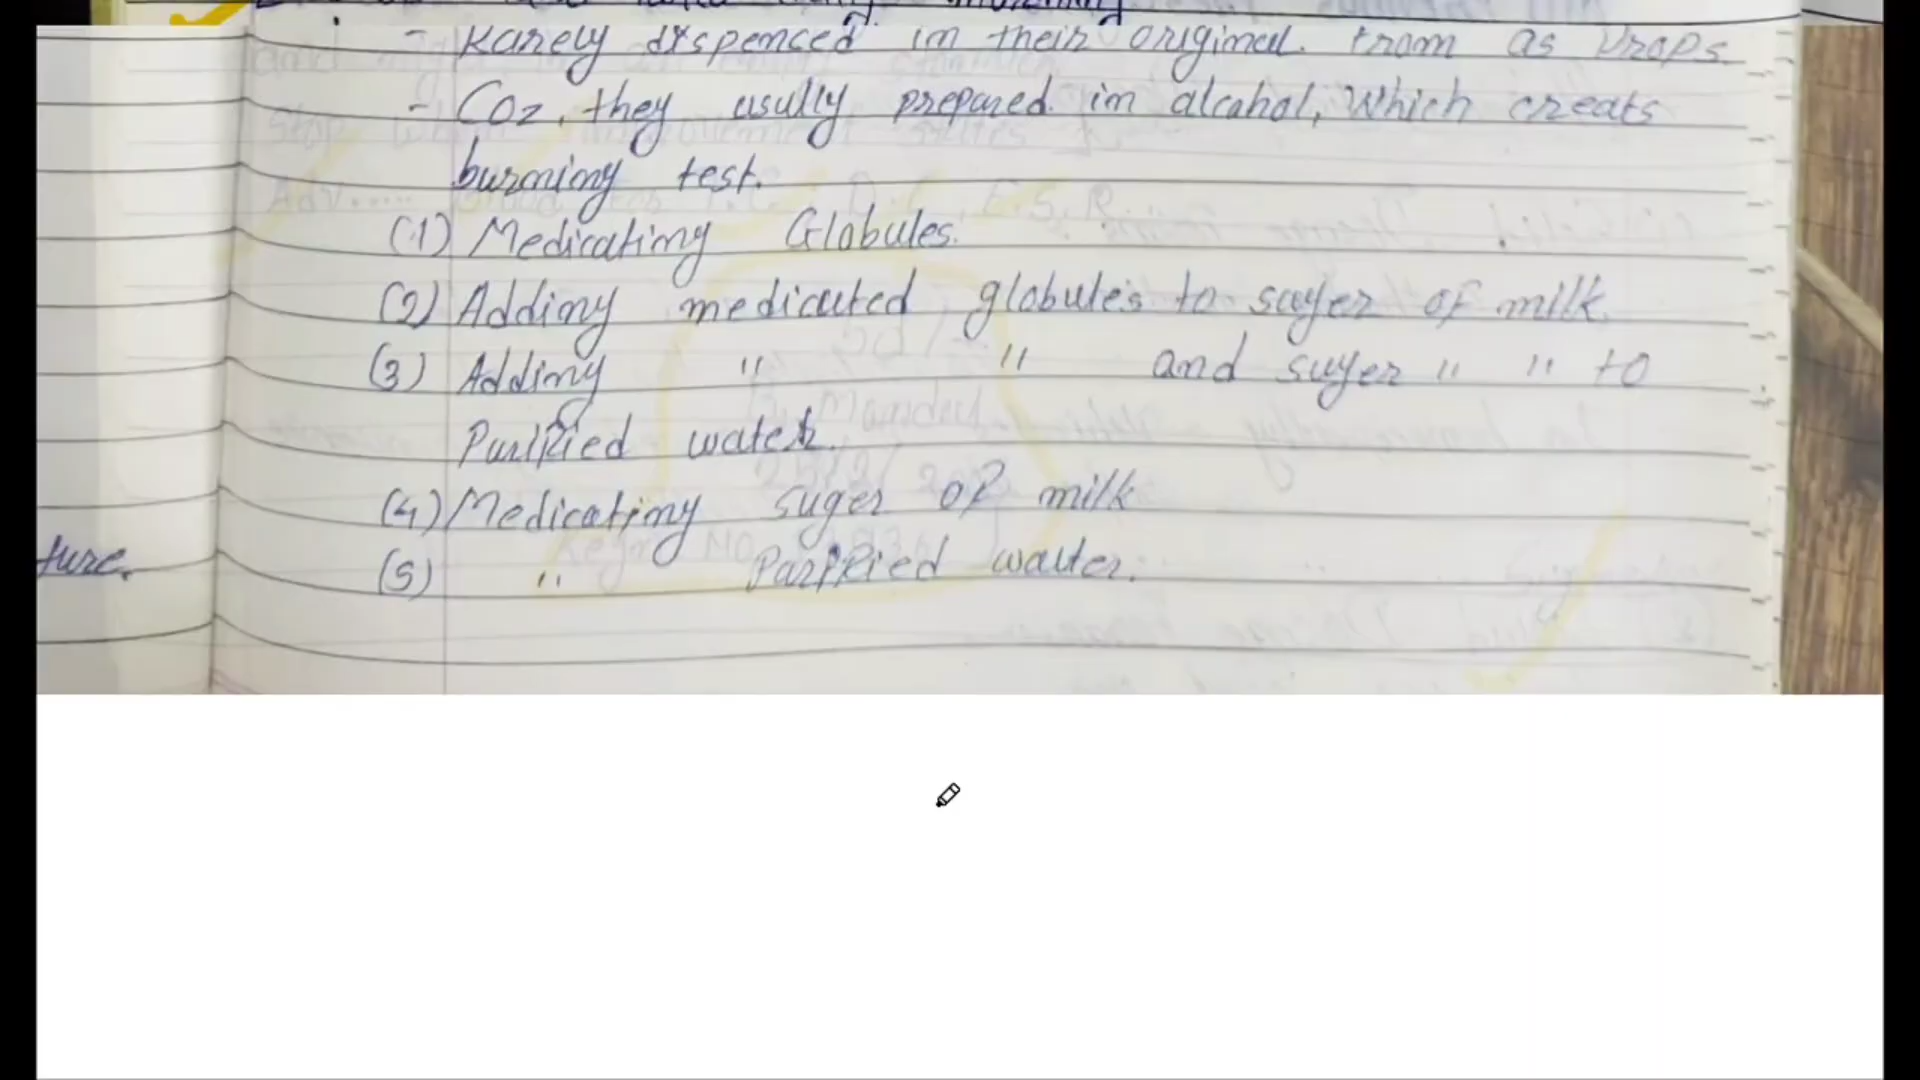 - Rarely dispenced in their original. from as Drops.
- Coz, they usully prepared in alcahol, Which creats
burning test.
(1) Medicating Globules.
(2) Adding medicated globules to suger of milk.
(3) Adding " " and suger " " to
Purified water.
(4) Medicating suger of milk
(5) " Purified water.
ture.